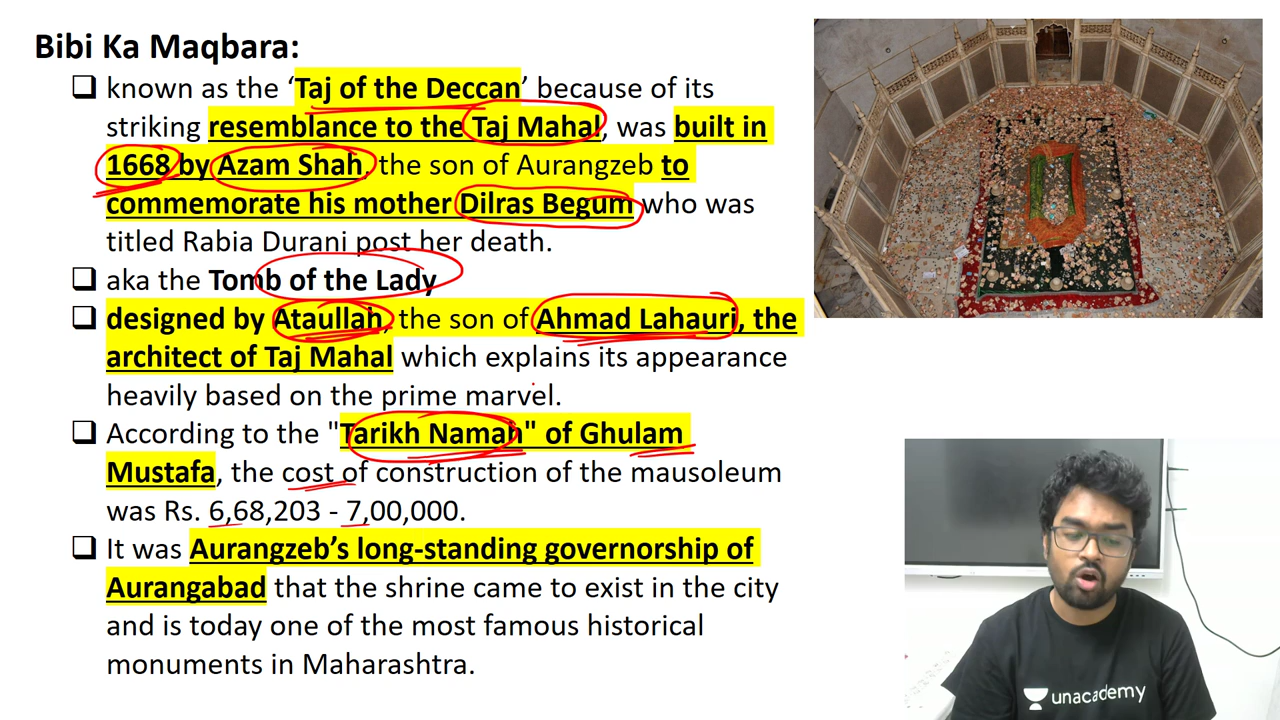 Bibi Ka Maqbara:
❑ known as the ‘Taj of the Deccan’ because of its
striking resemblance to the Taj Mahal, was built in
1668 by Azam Shah, the son of Aurangzeb to
commemorate his mother Dilras Begum who was
titled Rabia Durani post her death.
❑ aka the Tomb of the Lady
❑ designed by Ataullah, the son of Ahmad Lahauri, the
architect of Taj Mahal which explains its appearance
heavily based on the prime marvel.
❑ According to the "Tarikh Namah" of Ghulam
Mustafa, the cost of construction of the mausoleum
was Rs. 6,68,203 - 7,00,000.
❑ It was Aurangzeb’s long-standing governorship of
Aurangabad that the shrine came to exist in the city
and is today one of the most famous historical
monuments in Maharashtra.
unacademy